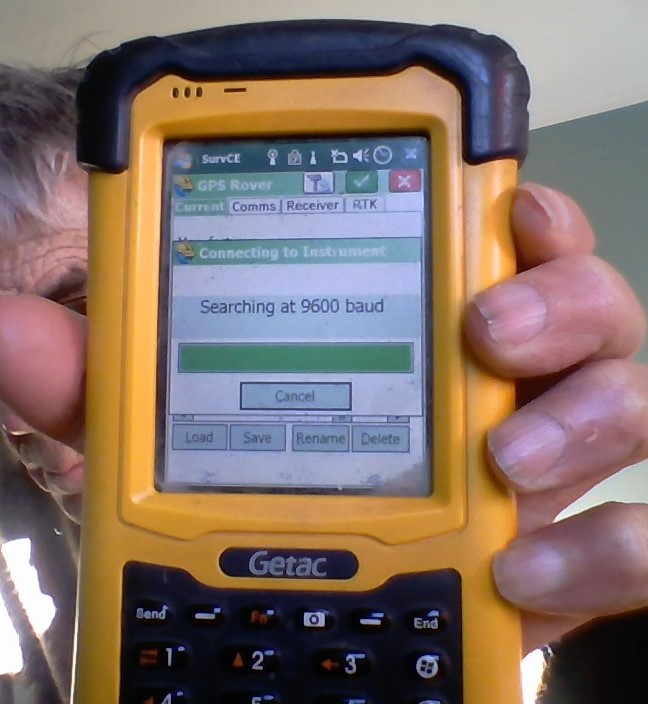 SurvCE
GPS Rover
Current Comms Receiver RTK
Connecting to Instrument
Searching at 9600 baud
Cancel
Load Save Rename Delete
Getac
Send Fn End
1 2 3